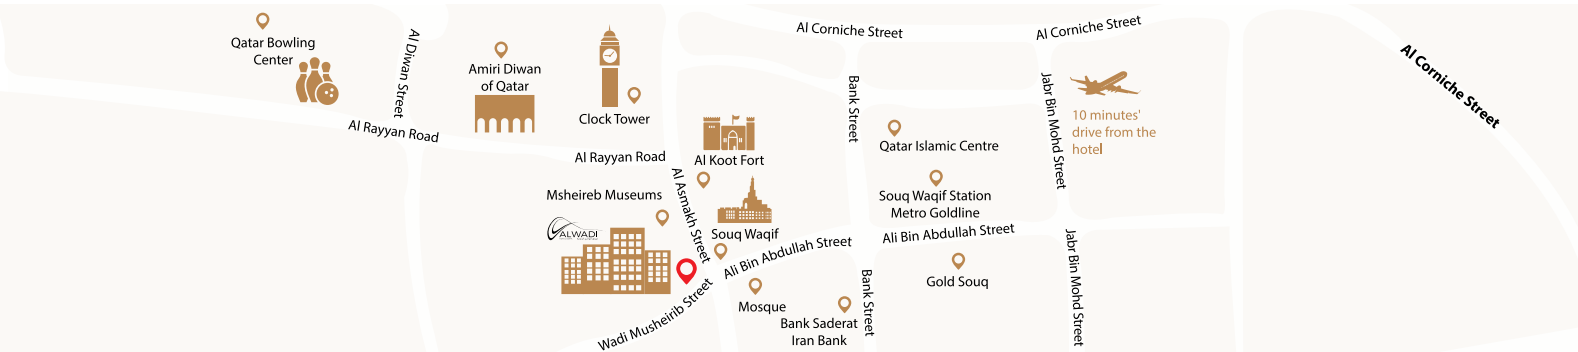 Qatar Bowling
Center
Al Diwan Street
Al Rayyan Road
Amiri Diwan
of Qatar
Clock Tower
Al Rayyan Road
Al Koot Fort
Al Asmakh Street
Msheireb Museums
ALWADI
Souq Waqif
Wadi Musheirib Street
Ali Bin Abdullah Street
Mosque
Bank Saderat
Iran Bank
Al Corniche Street
Bank Street
Qatar Islamic Centre
Souq Waqif Station
Metro Goldline
Ali Bin Abdullah Street
Gold Souq
Bank Street
Al Corniche Street
Jabr Bin Mohd Street
10 minutes'
drive from the
hotel
Jabr Bin Mohd Street
Al Corniche Street